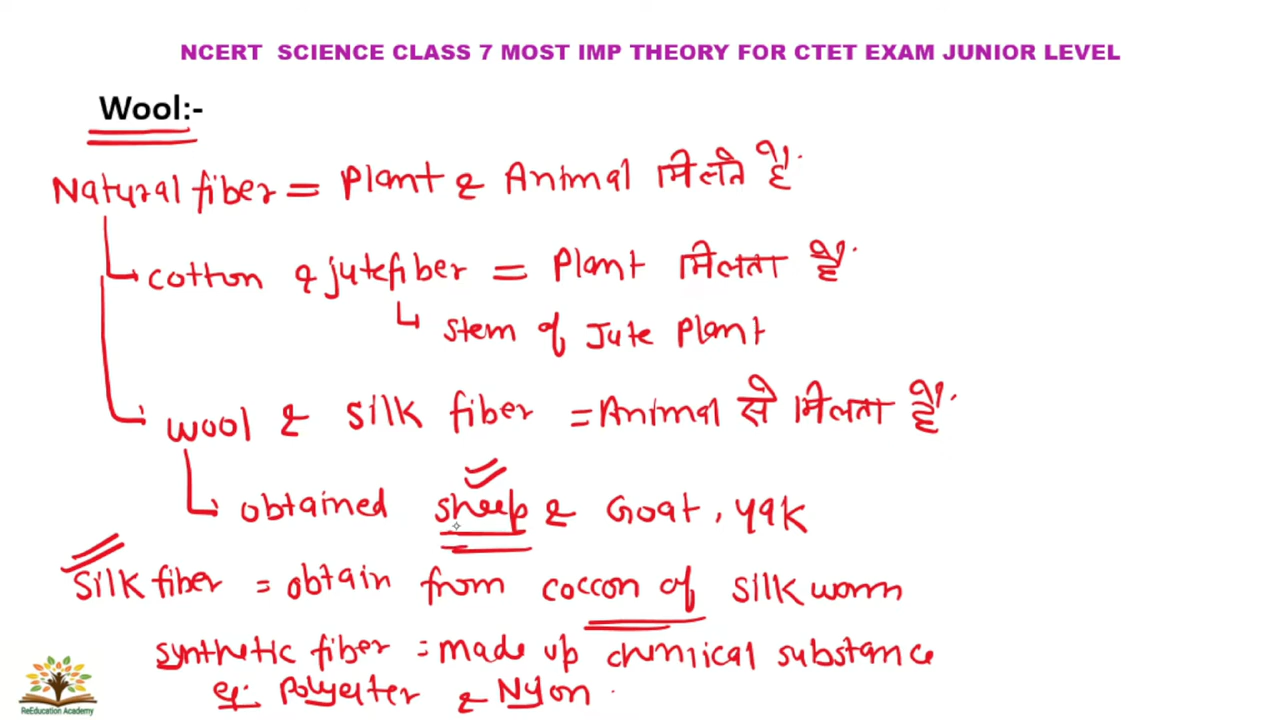 NCERT SCIENCE CLASS 7 MOST IMP THEORY FOR CTET EXAM JUNIOR LEVEL
Wool:-
Natural fiber = Plant & Animal मिलते है
cotton & jute fiber = Plant मिलता है
Stem of Jute Plant
wool & silk fiber = Animal से मिलता है
obtained sheep & Goat, yak
Silk fiber = obtain from coccon of silk worm
synthetic fiber = made up chemical substance
eg: Polyester & Nylon
ReEducation Academy